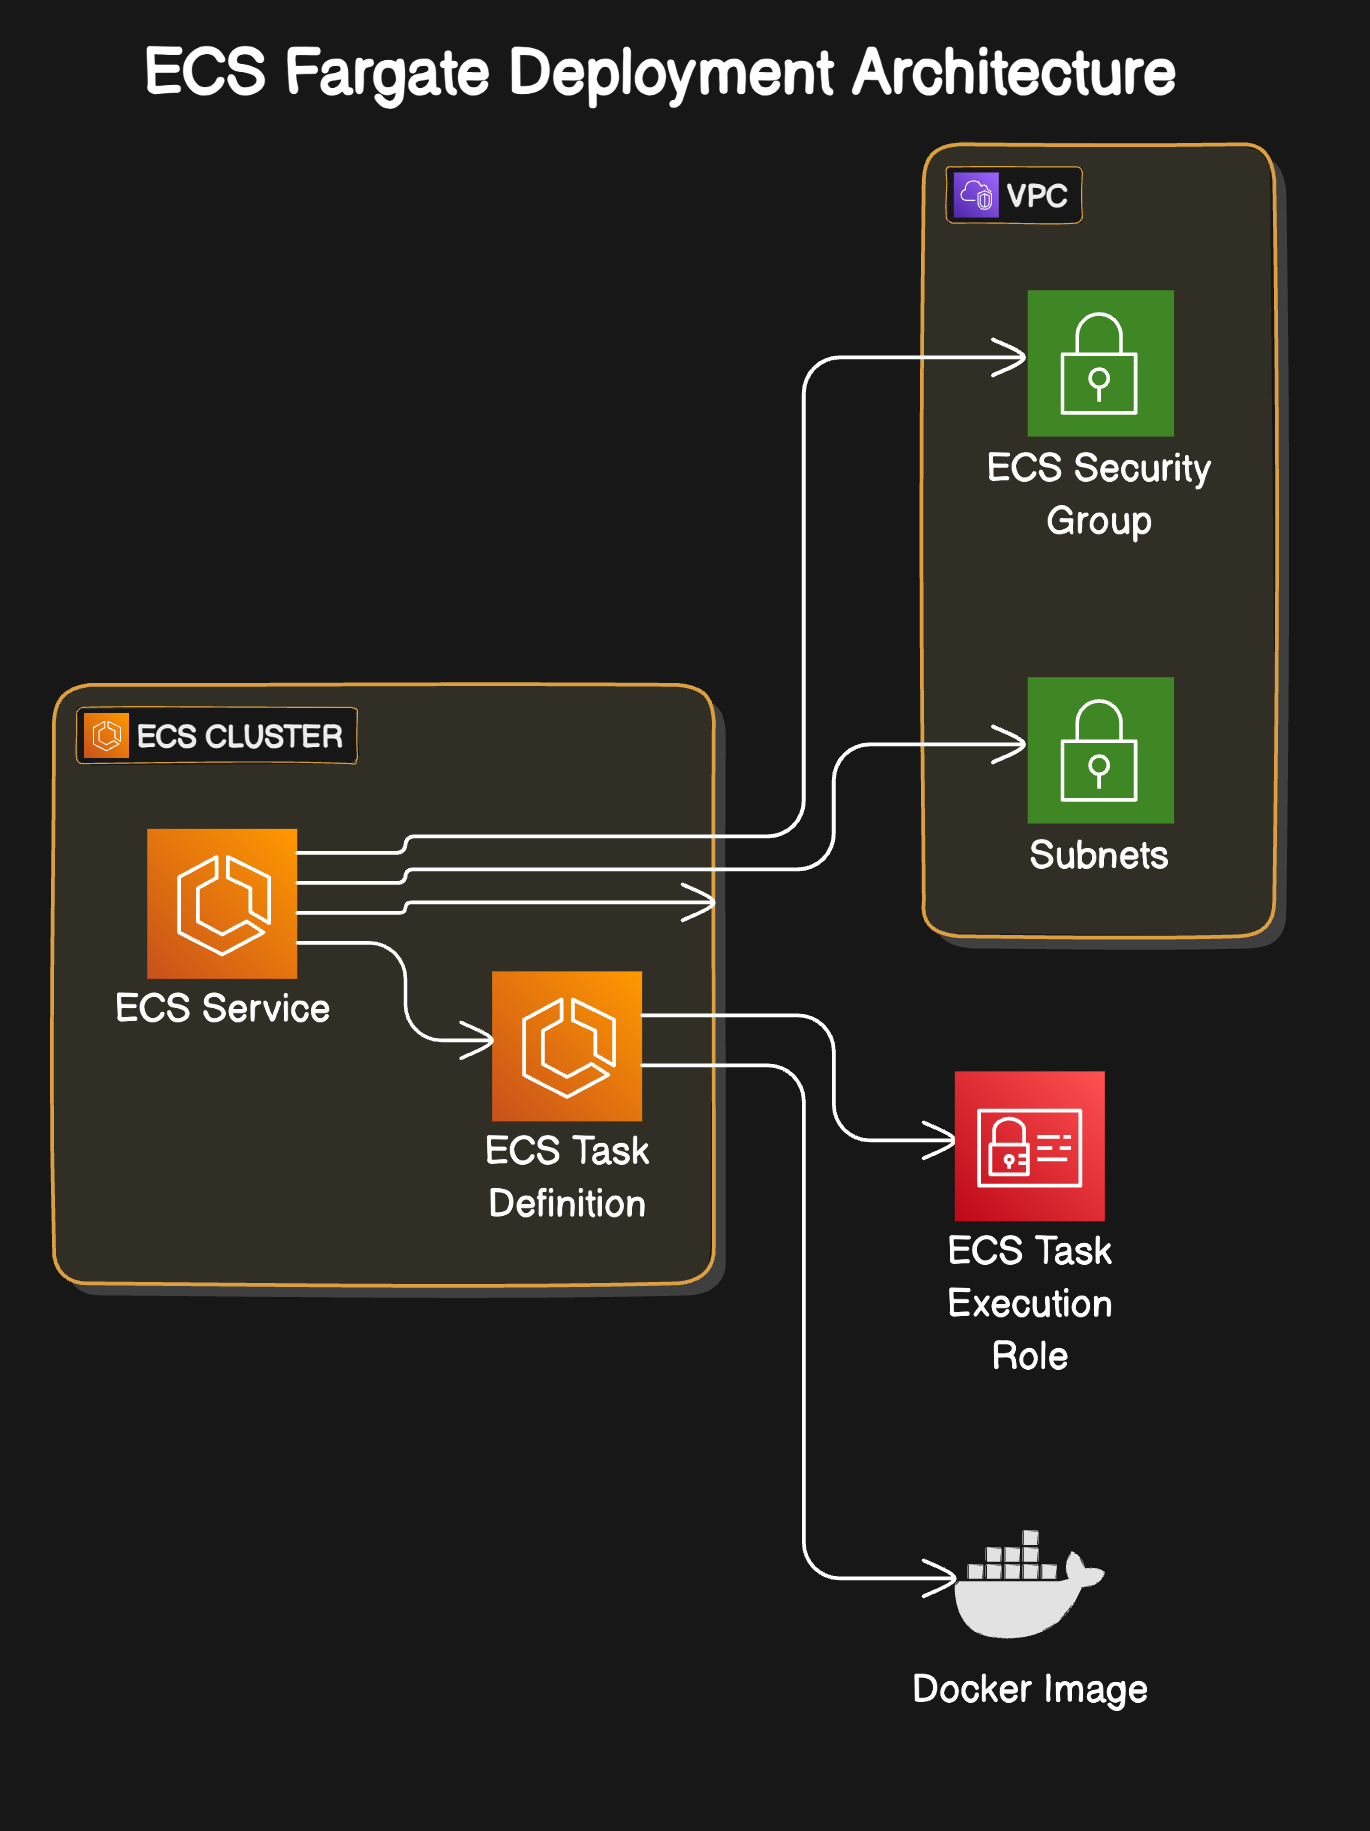 ECS Fargate Deployment Architecture
VPC
ECS Security
Group
Subnets
ECS CLUSTER
ECS Service
ECS Task
Definition
ECS Task
Execution
Role
Docker Image